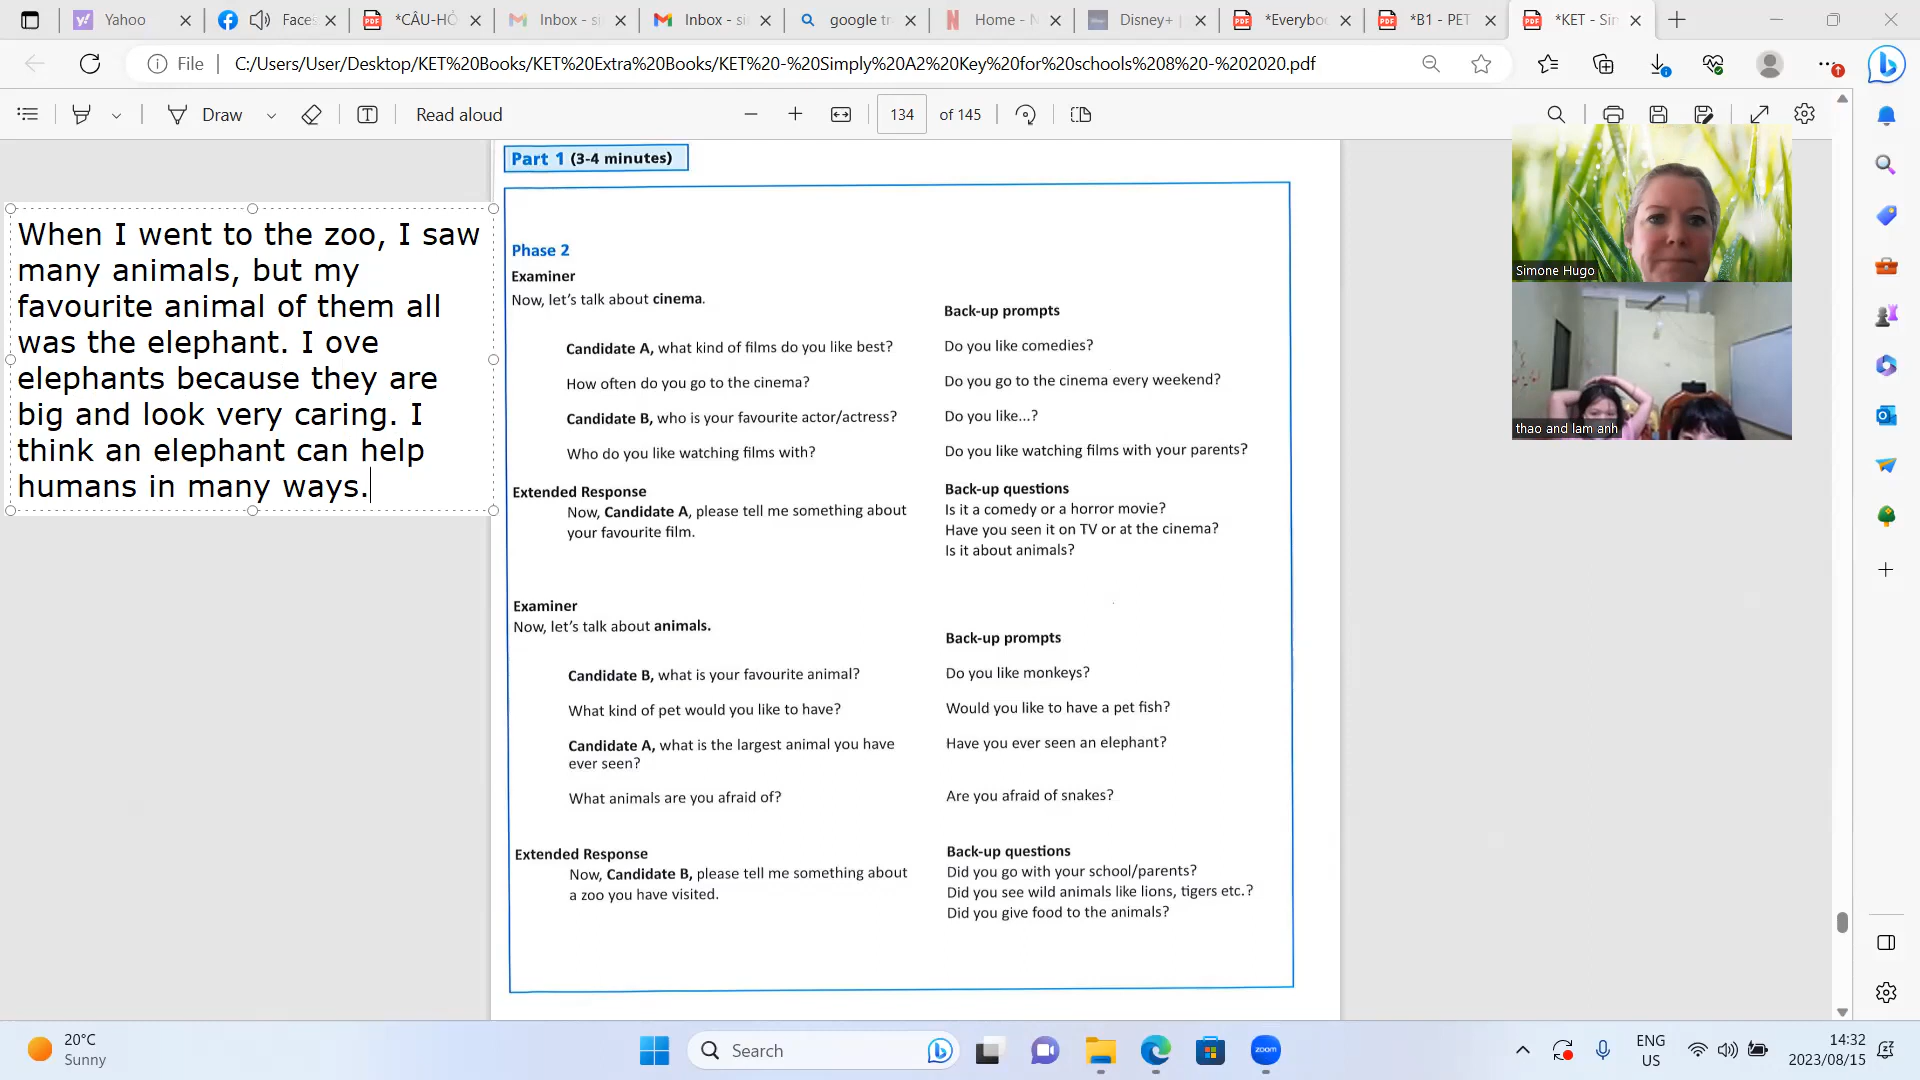 Yahoo
Faces
*CÂU-HỎ
Inbox - si
Inbox - si
google tr
Home - N
Disney+
*Everybo
*B1 - PET
*KET - Sim
File
C:/Users/User/Desktop/KET%20Books/KET%20Extra%20Books/KET%20-%20Simply%20A2%20Key%20for%20schools%208%20-%202020.pdf
Draw
Read aloud
134 of 145
Part 1 (3-4 minutes)
When I went to the zoo, I saw
many animals, but my
favourite animal of them all
was the elephant. I ove
elephants because they are
big and look very caring. I
think an elephant can help
humans in many ways.
Phase 2
Examiner
Now, let's talk about cinema.
Back-up prompts
Candidate A, what kind of films do you like best?
Do you like comedies?
How often do you go to the cinema?
Do you go to the cinema every weekend?
Candidate B, who is your favourite actor/actress?
Do you like...?
Who do you like watching films with?
Do you like watching films with your parents?
Extended Response
Now, Candidate A, please tell me something about
your favourite film.
Back-up questions
Is it a comedy or a horror movie?
Have you seen it on TV or at the cinema?
Is it about animals?
Examiner
Now, let's talk about animals.
Back-up prompts
Candidate B, what is your favourite animal?
Do you like monkeys?
What kind of pet would you like to have?
Would you like to have a pet fish?
Candidate A, what is the largest animal you have
ever seen?
Have you ever seen an elephant?
What animals are you afraid of?
Are you afraid of snakes?
Extended Response
Now, Candidate B, please tell me something about
a zoo you have visited.
Back-up questions
Did you go with your school/parents?
Did you see wild animals like lions, tigers etc.?
Did you give food to the animals?
Simone Hugo
thao and lam anh
20°C
Sunny
Search
zoom
ENG
US
14:32
2023/08/15